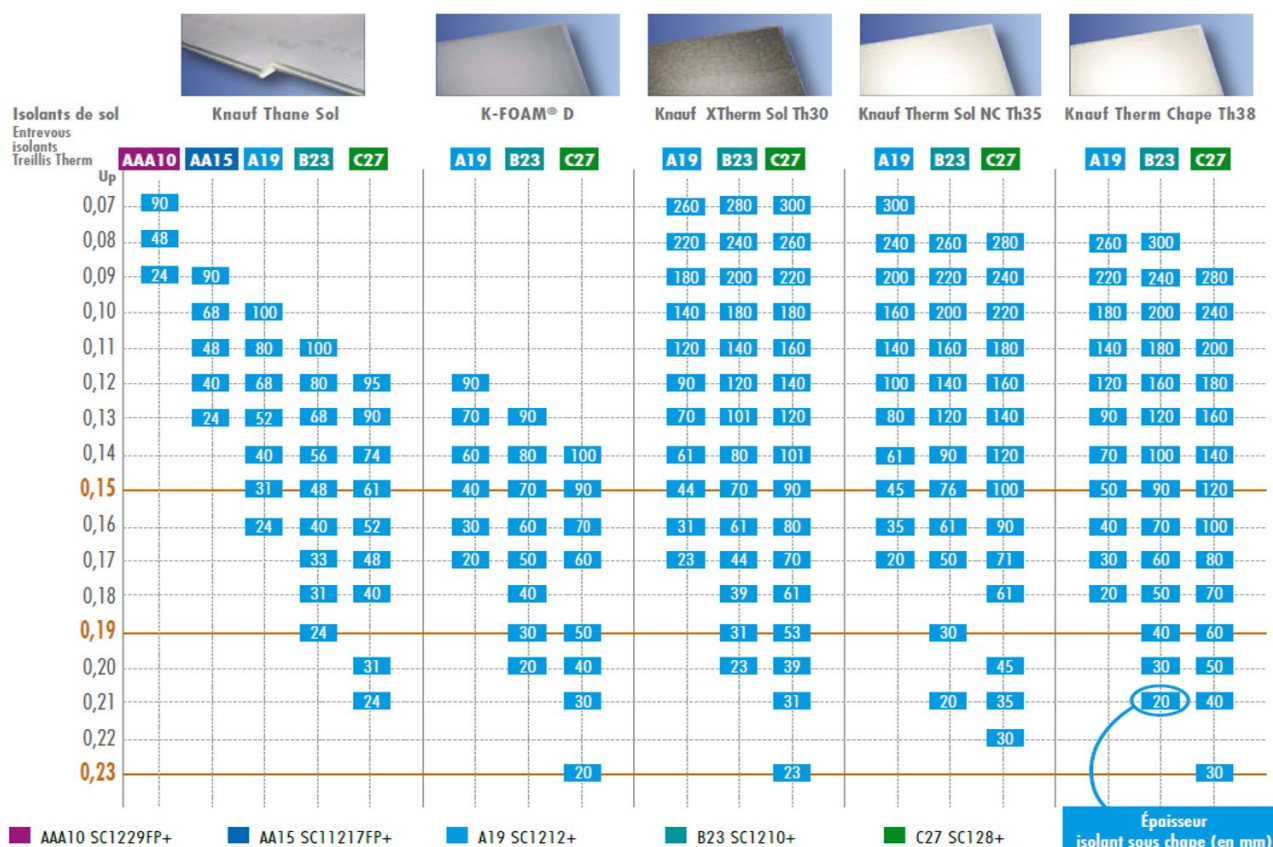 Isolants de sol
Entrevous
isolants
Treillis Therm
Knauf Thane Sol K-FOAM® D Knauf XTherm Sol Th30 Knauf Therm Sol NC Th35 Knauf Therm Chape Th38
AAA10 AA15 A19 B23 C27 A19 B23 C27 A19 B23 C27 A19 B23 C27 A19 B23 C27
Up
0,07 90 260 280 300 300
0,08 48 220 240 260 240 260 280 260 300
0,09 24 90 180 200 220 200 220 240 220 240 280
0,10 68 100 140 180 180 160 200 220 180 200 240
0,11 48 80 100 120 140 160 140 160 180 140 180 200
0,12 40 68 80 95 90 90 120 140 100 140 160 120 160 180
0,13 24 52 68 90 70 90 70 101 120 80 120 140 90 120 160
0,14 40 56 74 60 80 100 61 80 101 61 90 120 70 100 140
0,15 31 48 61 40 70 90 44 70 90 45 76 100 50 90 120
0,16 24 40 52 30 60 70 31 61 80 35 61 90 40 70 100
0,17 33 48 20 50 60 23 44 70 20 50 71 30 60 80
0,18 31 40 40 39 61 61 20 50 70
0,19 24 30 50 31 53 30 40 60
0,20 31 20 40 23 39 45 30 50
0,21 24 30 31 20 35 20 40
0,22 30
0,23 20 23 30
AAA10 SC1229FP+ AA15 SC11217FP+ A19 SC1212+ B23 SC1210+ C27 SC128+
Épaisseur
isolant sous chape (en mm)